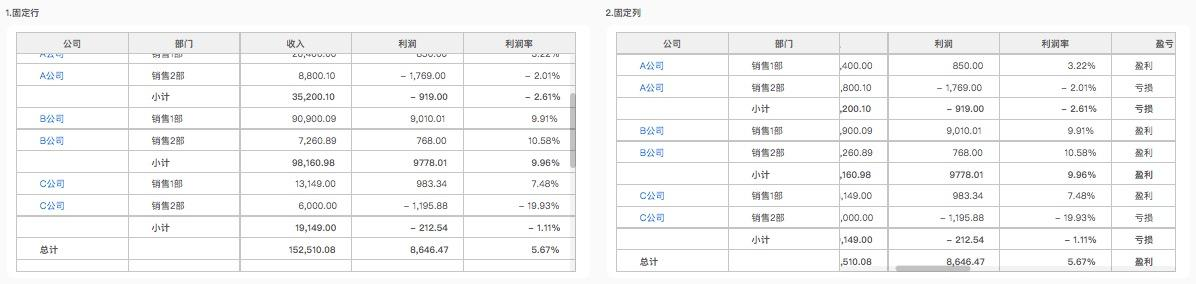 1.固定行
公司 部门 收入 利润 利润率
A公司 销售1部 26,400.00 850.00 3.22%
A公司 销售2部 8,800.10 − 1,769.00 − 2.01%
小计 35,200.10 − 919.00 − 2.61%
B公司 销售1部 90,900.09 9,010.01 9.91%
B公司 销售2部 7,260.89 768.00 10.58%
小计 98,160.98 9778.01 9.96%
C公司 销售1部 13,149.00 983.34 7.48%
C公司 销售2部 6,000.00 − 1,195.88 − 19.93%
小计 19,149.00 − 212.54 − 1.11%
总计 152,510.08 8,646.47 5.67%
2.固定列
公司 部门 利润 利润率 盈亏
A公司 销售1部 ,400.00 850.00 3.22% 盈利
A公司 销售2部 ,800.10 − 1,769.00 − 2.01% 亏损
小计 ,200.10 − 919.00 − 2.61% 亏损
B公司 销售1部 ,900.09 9,010.01 9.91% 盈利
B公司 销售2部 ,260.89 768.00 10.58% 盈利
小计 ,160.98 9778.01 9.96% 盈利
C公司 销售1部 ,149.00 983.34 7.48% 盈利
C公司 销售2部 ,000.00 − 1,195.88 − 19.93% 亏损
小计 ,149.00 − 212.54 − 1.11% 亏损
总计 ,510.08 8,646.47 5.67% 盈利